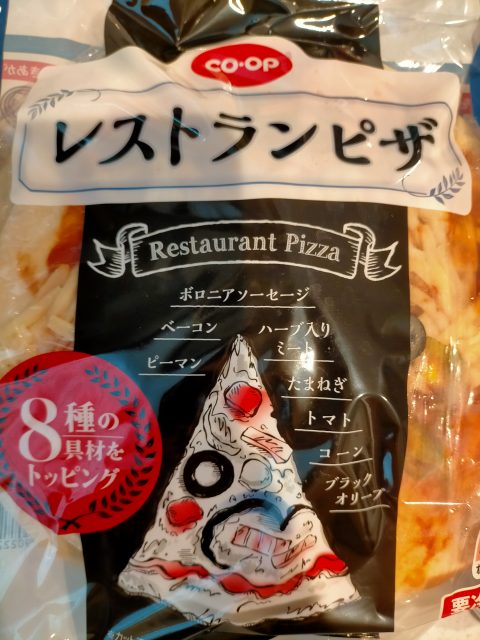 CO·OP
レストランピザ
Restaurant Pizza
ボロニアソーセージ
ベーコン
ハーブ入り
ミート
ピーマン
たまねぎ
トマト
コーン
ブラック
オリーブ
8種の
具材を
トッピング